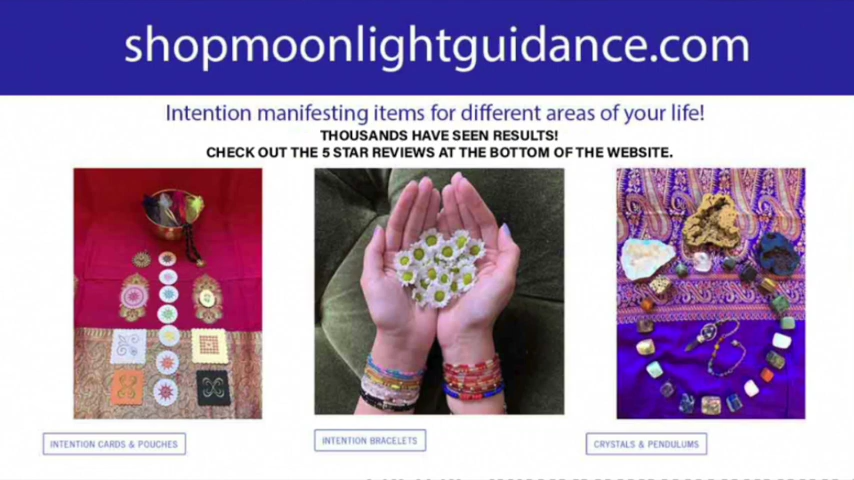 shopmoonlightguidance.com
Intention manifesting items for different areas of your life!
THOUSANDS HAVE SEEN RESULTS!
CHECK OUT THE 5 STAR REVIEWS AT THE BOTTOM OF THE WEBSITE.
INTENTION CARDS & POUCHES
INTENTION BRACELETS
CRYSTALS & PENDULUMS